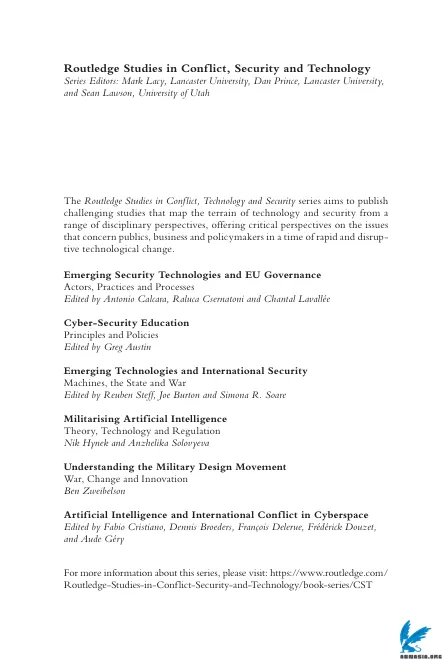 Routledge Studies in Conflict, Security and Technology
Series Editors: Mark Lacy, Lancaster University, Dan Prince, Lancaster University,
and Sean Lawson, University of Utah
The Routledge Studies in Conflict, Technology and Security series aims to publish
challenging studies that map the terrain of technology and security from a
range of disciplinary perspectives, offering critical perspectives on the issues
that concern publics, business and policymakers in a time of rapid and disrup-
tive technological change.
Emerging Security Technologies and EU Governance
Actors, Practices and Processes
Edited by Antonio Calcara, Raluca Csernatoni and Chantal Lavallée
Cyber-Security Education
Principles and Policies
Edited by Greg Austin
Emerging Technologies and International Security
Machines, the State and War
Edited by Reuben Steff, Joe Burton and Simona R. Soare
Militarising Artificial Intelligence
Theory, Technology and Regulation
Nik Hynek and Anzhelika Solovyeva
Understanding the Military Design Movement
War, Change and Innovation
Ben Zweibelson
Artificial Intelligence and International Conflict in Cyberspace
Edited by Fabio Cristiano, Dennis Broeders, François Delerue, Frédérick Douzet,
and Aude Géry
For more information about this series, please visit: https://www.routledge.com/
Routledge-Studies-in-Conflict-Security-and-Technology/book-series/CST